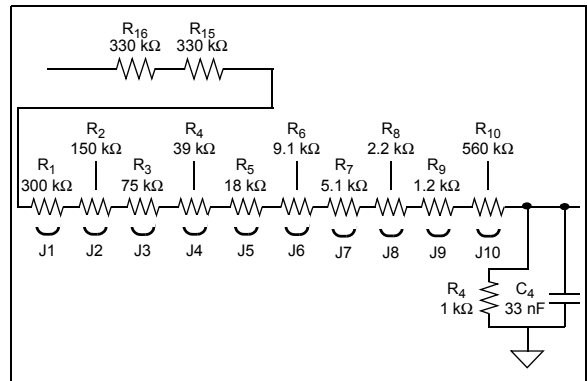 R16 R15
330 kΩ 330 kΩ
R2 R4 R6 R8 R10
150 kΩ 39 kΩ 9.1 kΩ 2.2 kΩ 560 kΩ
R1 R3 R5 R7 R9
300 kΩ 75 kΩ 18 kΩ 5.1 kΩ 1.2 kΩ
J1 J2 J3 J4 J5 J6 J7 J8 J9 J10
R4 C4
1 kΩ 33 nF